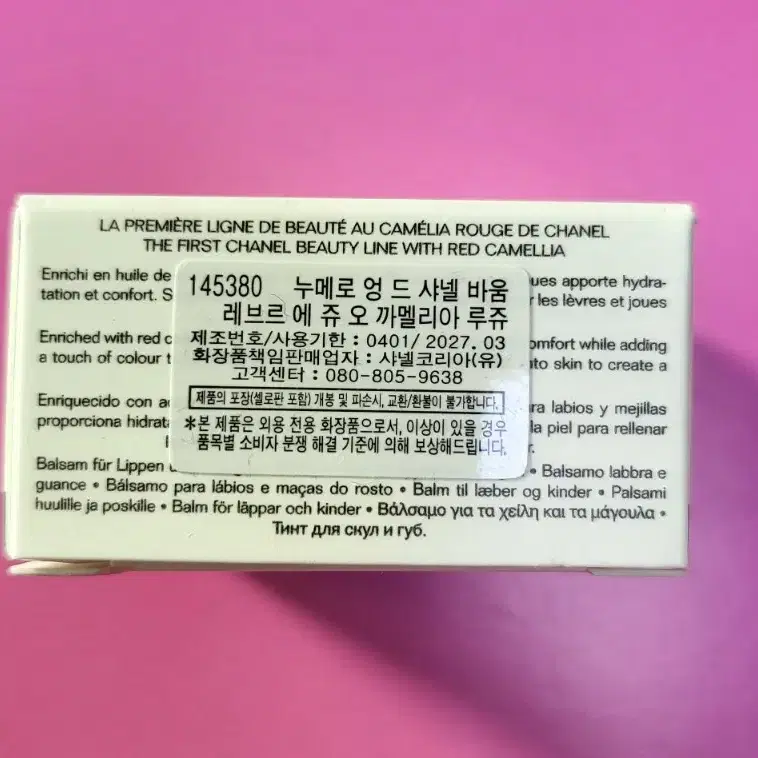 LA PREMIÈRE LIGNE DE BEAUTÉ AU CAMÉLIA ROUGE DE CHANEL
THE FIRST CHANEL BEAUTY LINE WITH RED CAMELLIA
Enrichi en huile de ues apporte hydra-
tation et confort. S les lèvres et joues
Enriched with red c omfort while adding
a touch of colour t to skin to create a
Enriquecido con labios y mejillas
proporciona hidrat la piel para rellenar
145380 누메로 엉 드 샤넬 바움
레브르 에 쥬 오 까멜리아 루쥬
제조번호/사용기한 : 0401/ 2027. 03
화장품책임판매업자 : 샤넬코리아(유)
고객센터 : 080-805-9638
제품의 포장(셀로판 포함) 개봉 및 파손시, 교환/환불이 불가합니다.
*본 제품은 외용 전용 화장품으로서, 이상이 있을 경우
품목별 소비자 분쟁 해결 기준에 의해 보상해드립니다.
Balsam für Lippen • Balsamo labbra e
guance • Bálsamo para lábios e maças do rosto • Balm til læber og kinder • Palsami
huulille ja poskille • Balm för läppar och kinder • Βάλσαμο για τα χείλη και τα μάγουλα •
Тинт для скул и губ.